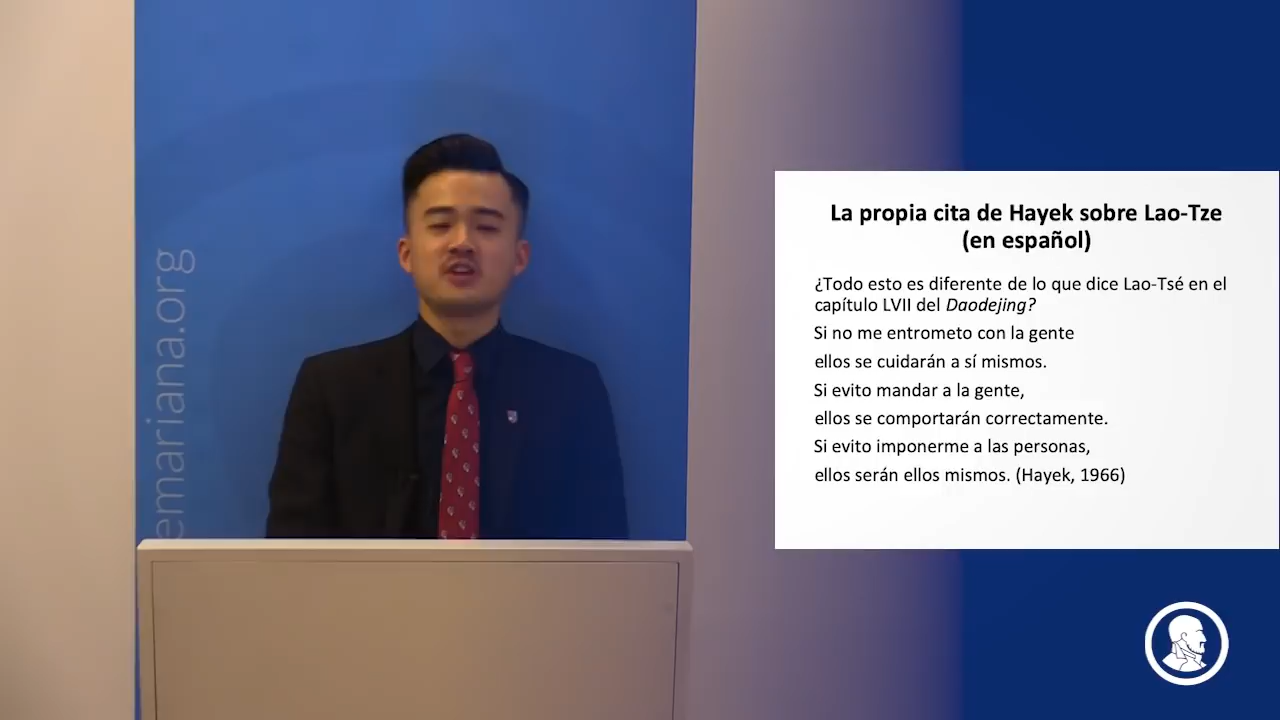 emariana.org
La propia cita de Hayek sobre Lao-Tze
(en español)
¿Todo esto es diferente de lo que dice Lao-Tsé en el
capítulo LVII del Daodejing?
Si no me entrometo con la gente
ellos se cuidarán a sí mismos.
Si evito mandar a la gente,
ellos se comportarán correctamente.
Si evito imponerme a las personas,
ellos serán ellos mismos. (Hayek, 1966)